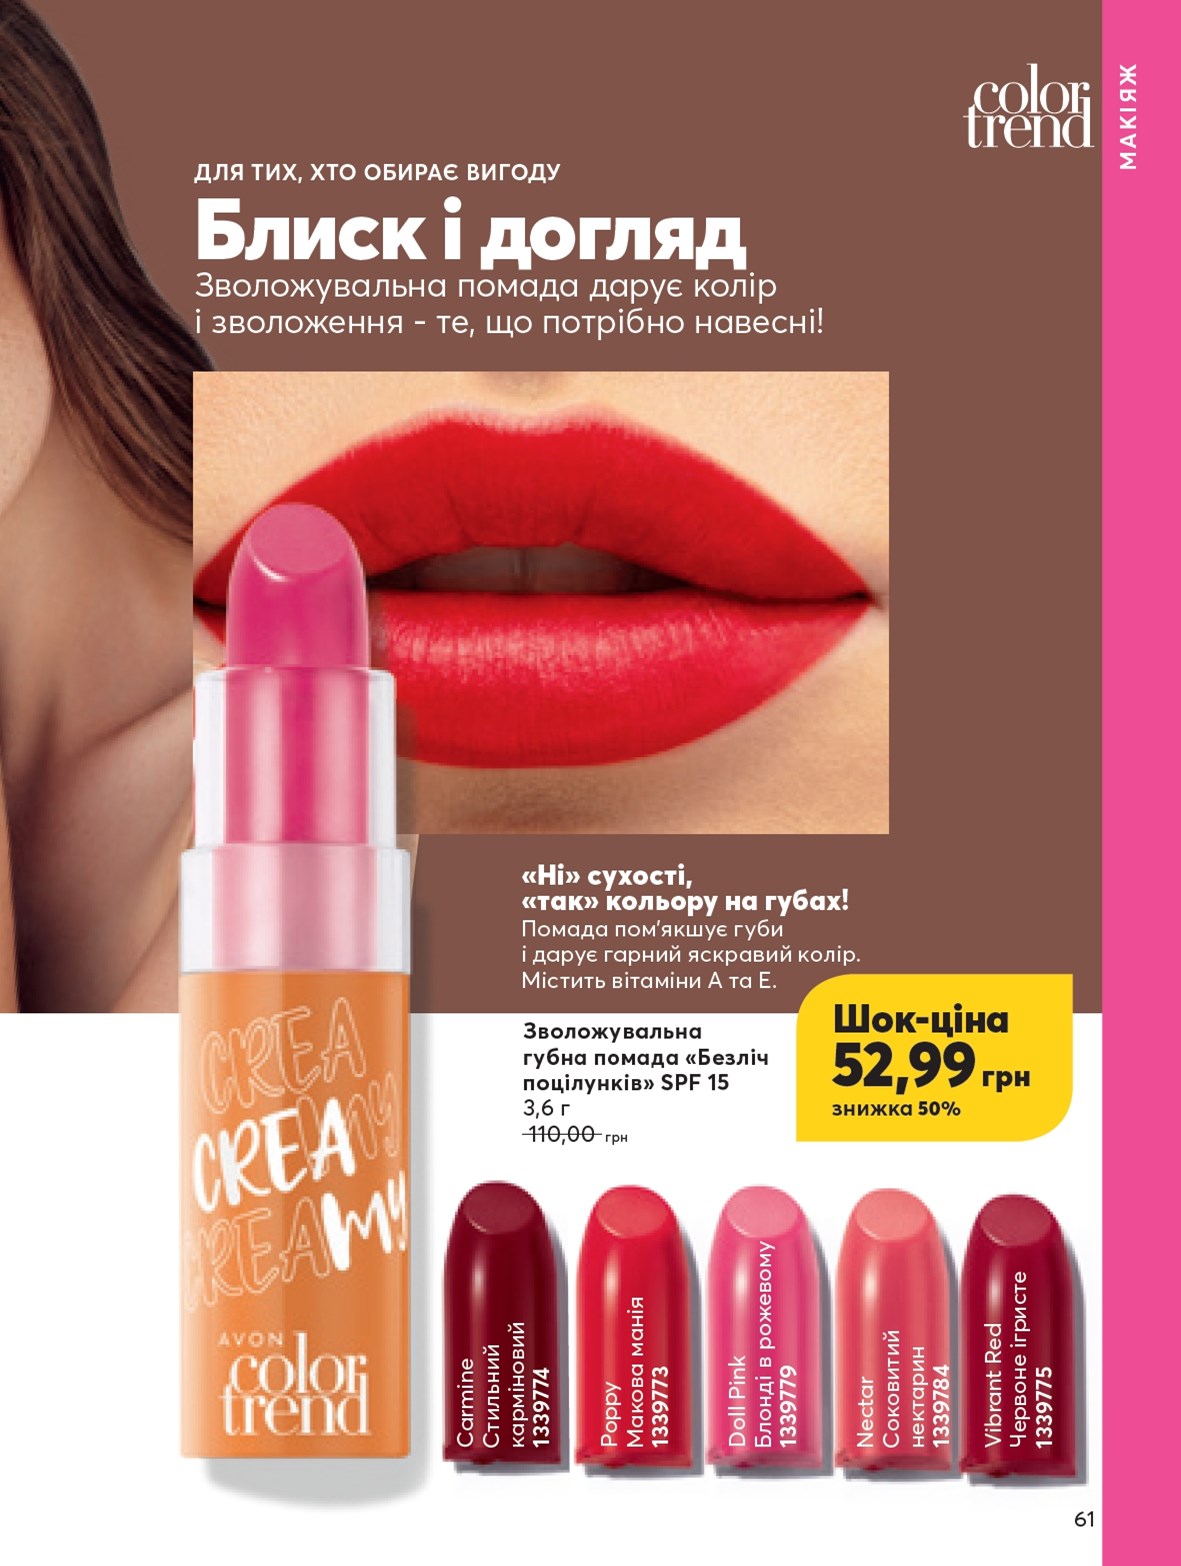 color
trend
МАКІЯЖ
ДЛЯ ТИХ, ХТО ОБИРАЄ ВИГОДУ
Блиск і догляд
Зволожувальна помада дарує колір
і зволоження - те, що потрібно навесні!
«Ні» сухості,
«так» кольору на губах!
Помада пом’якшує губи
і дарує гарний яскравий колір.
Містить вітаміни А та Е.
Зволожувальна
губна помада «Безліч
поцілунків» SPF 15
3,6 г
110,00 грн
Шок-ціна
52,99 грн
знижка 50%
CREA
CREAMY
CREAMY
AVON
color
trend
Carmine
Стильний
карміновий
1339774
Poppy
Макова манія
1339773
Doll Pink
Блонді в рожевому
1339779
Nectar
Соковитий
нектарин
1339784
Vibrant Red
Червоне ігристе
1339775
61